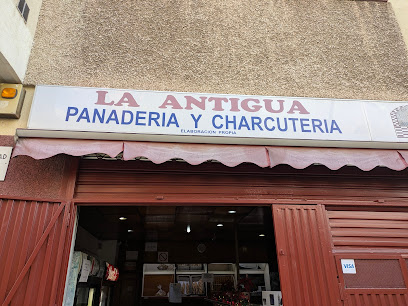 LA ANTIGUA
PANADERIA Y CHARCUTERIA
ELABORACION PROPIA
VISA